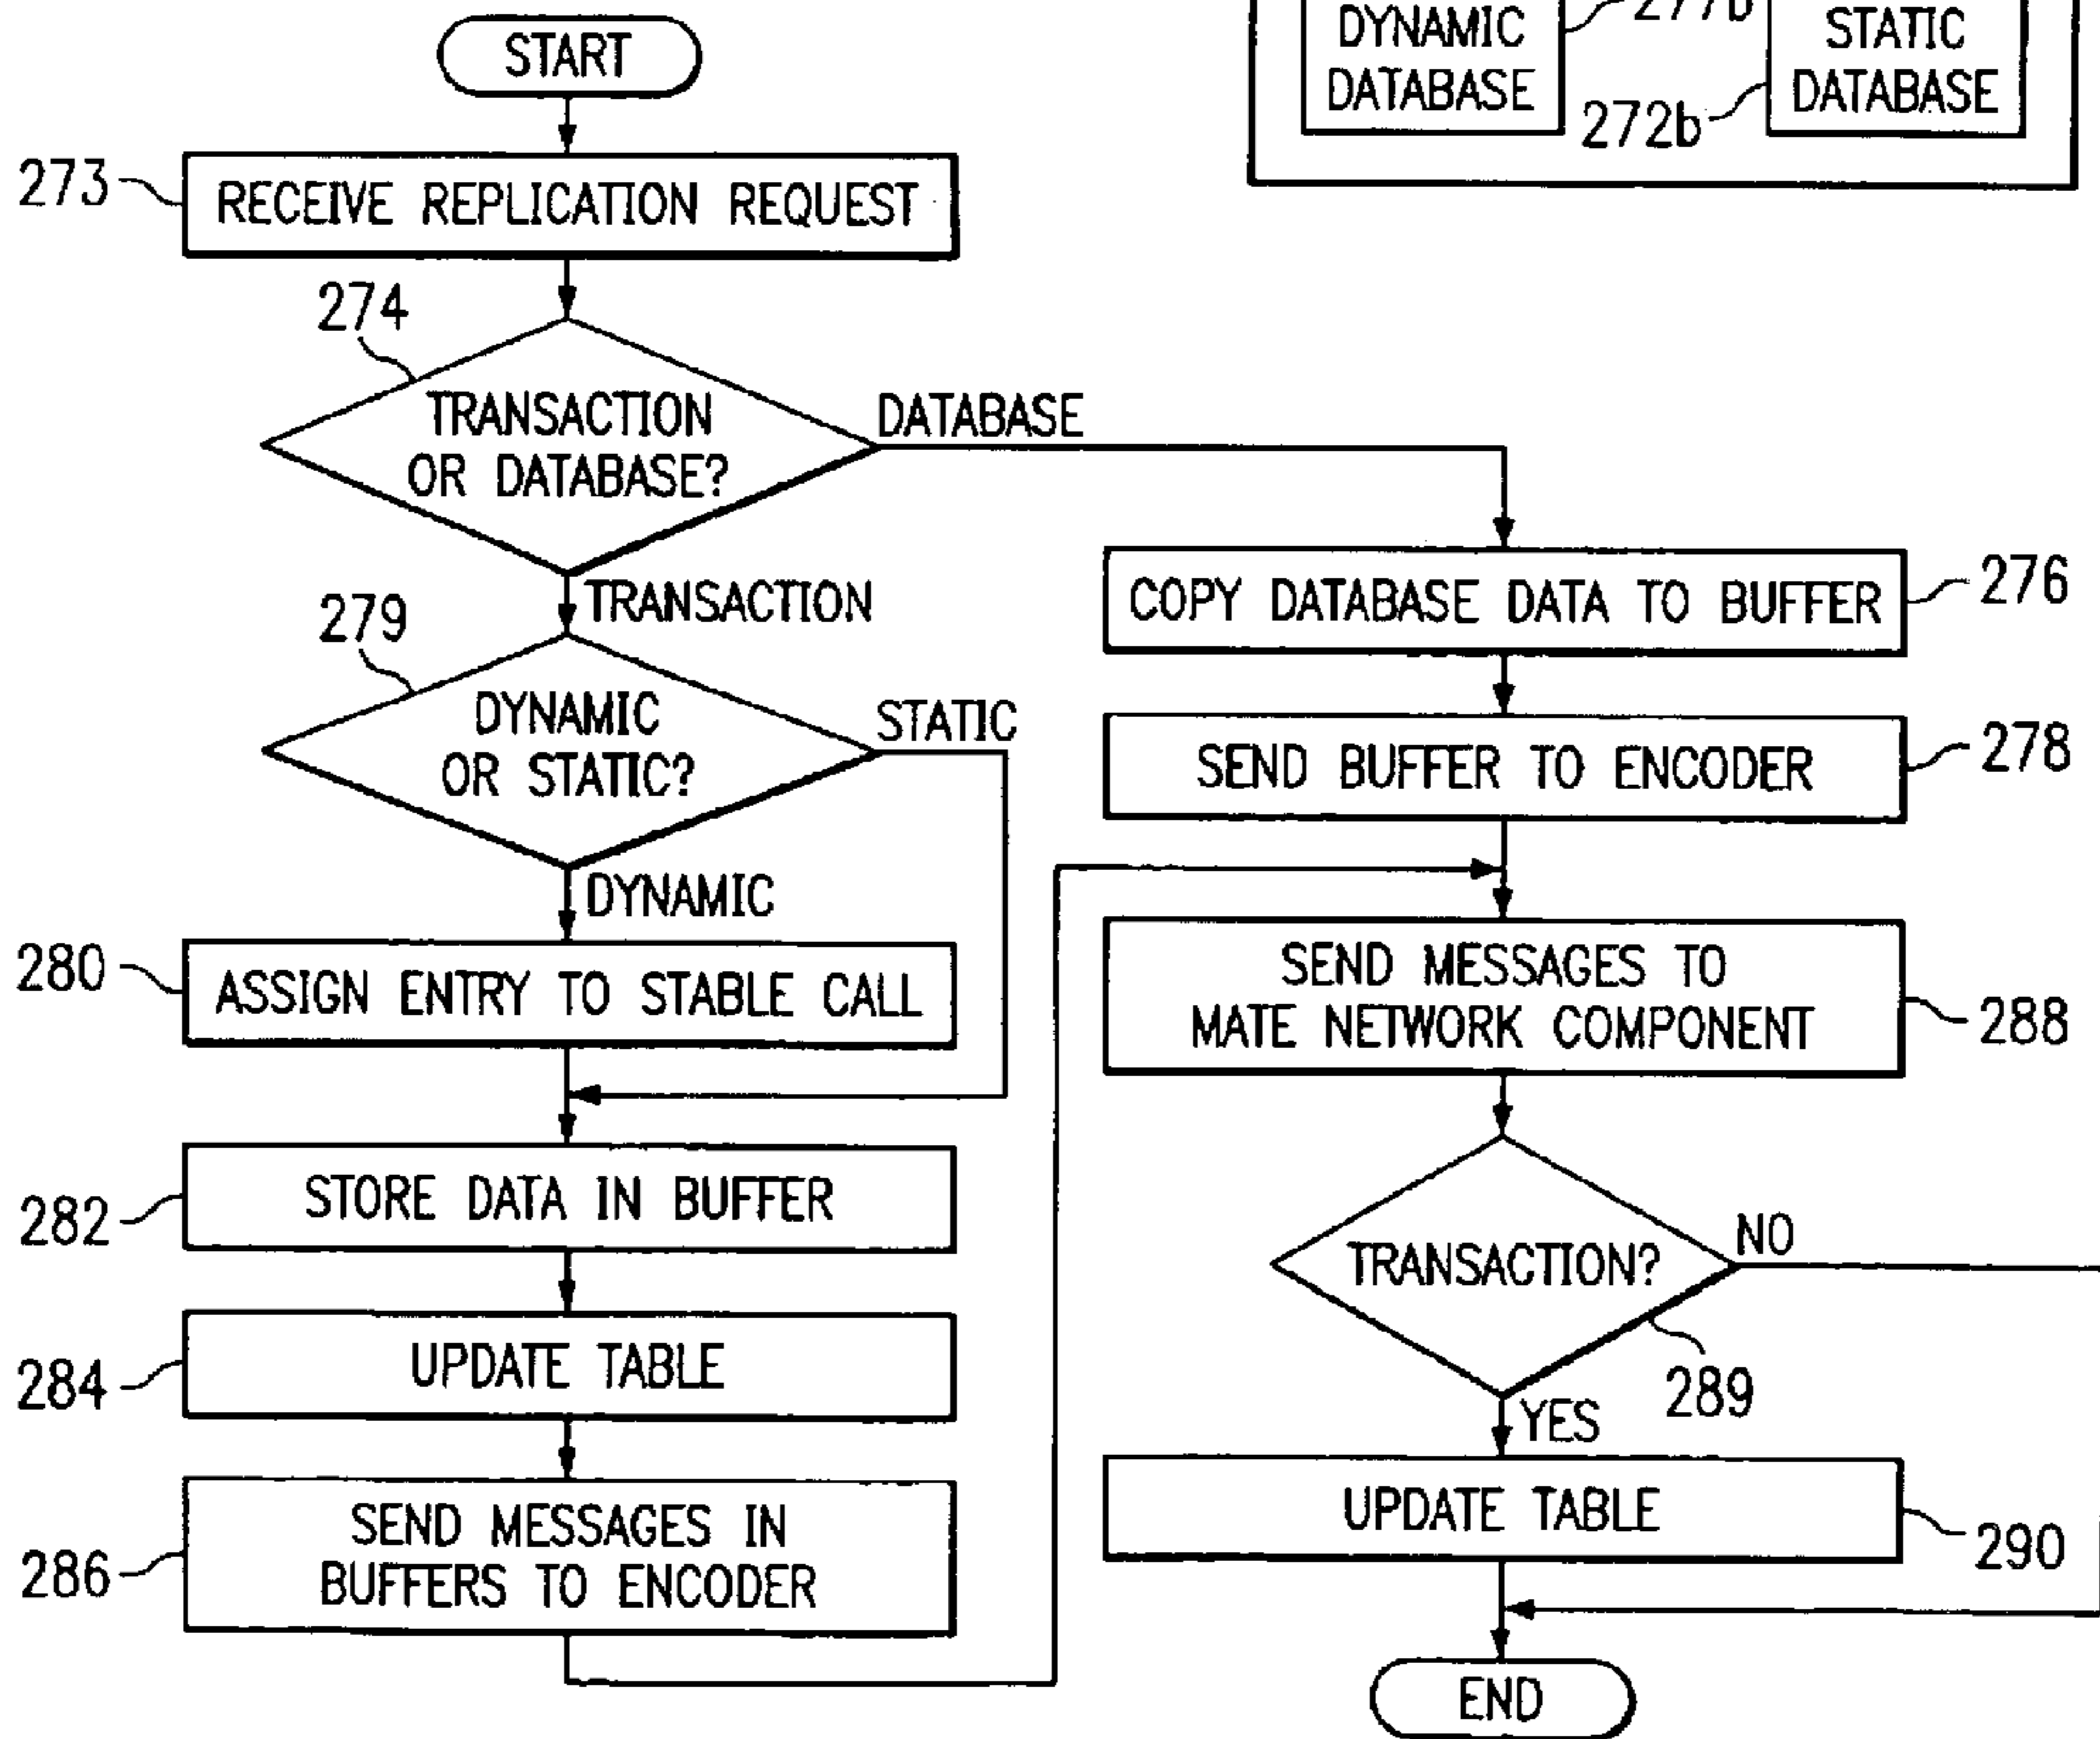 START
273
RECEIVE REPLICATION REQUEST
274
TRANSACTION
OR DATABASE?
DATABASE
TRANSACTION
279
DYNAMIC
OR STATIC?
STATIC
DYNAMIC
280
ASSIGN ENTRY TO STABLE CALL
282
STORE DATA IN BUFFER
284
UPDATE TABLE
286
SEND MESSAGES IN
BUFFERS TO ENCODER
DYNAMIC
DATABASE
272b
STATIC
DATABASE
COPY DATABASE DATA TO BUFFER
276
SEND BUFFER TO ENCODER
278
SEND MESSAGES TO
MATE NETWORK COMPONENT
288
TRANSACTION?
NO
289
YES
UPDATE TABLE
290
END